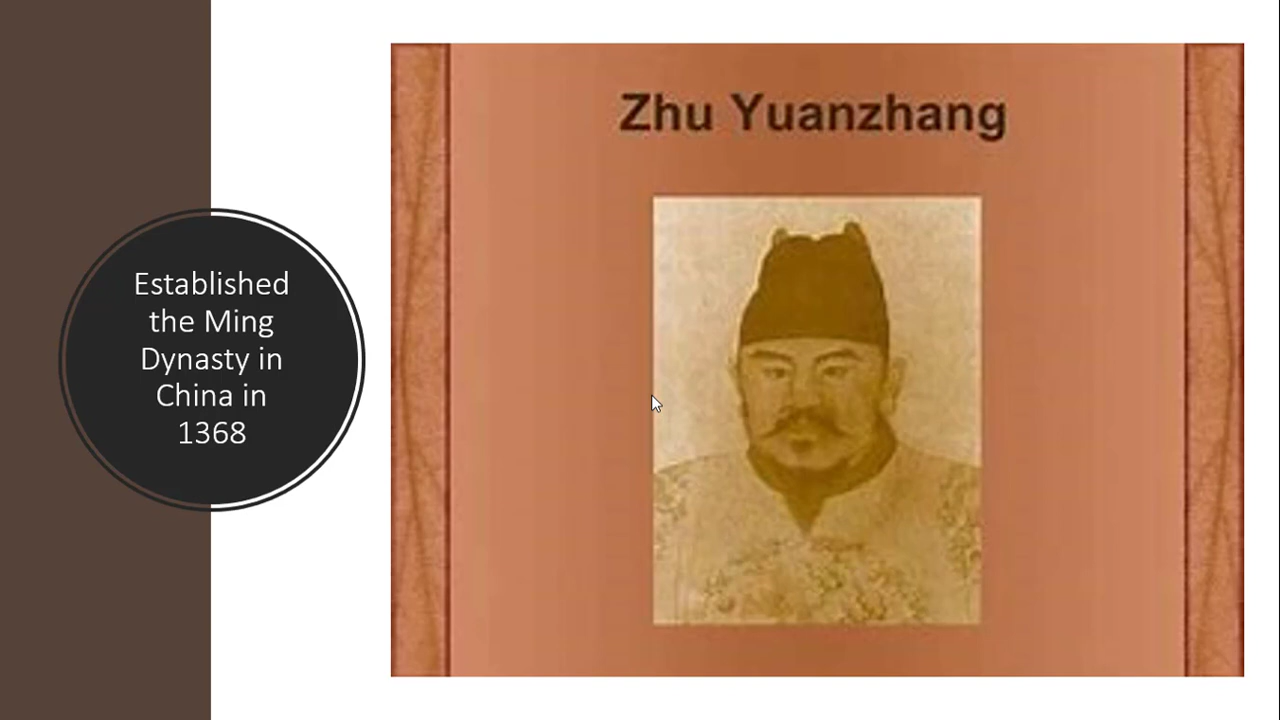 Established
the Ming
Dynasty in
China in
1368
Zhu Yuanzhang